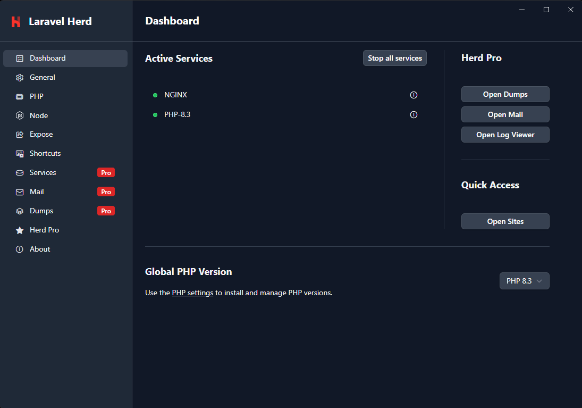 Laravel Herd
Dashboard
General
PHP
Node
Expose
Shortcuts
Services Pro
Mail Pro
Dumps Pro
Herd Pro
About
Dashboard
Active Services
Stop all services
NGINX
PHP-8.3
Herd Pro
Open Dumps
Open Mail
Open Log Viewer
Quick Access
Open Sites
Global PHP Version
Use the PHP settings to install and manage PHP versions.
PHP 8.3